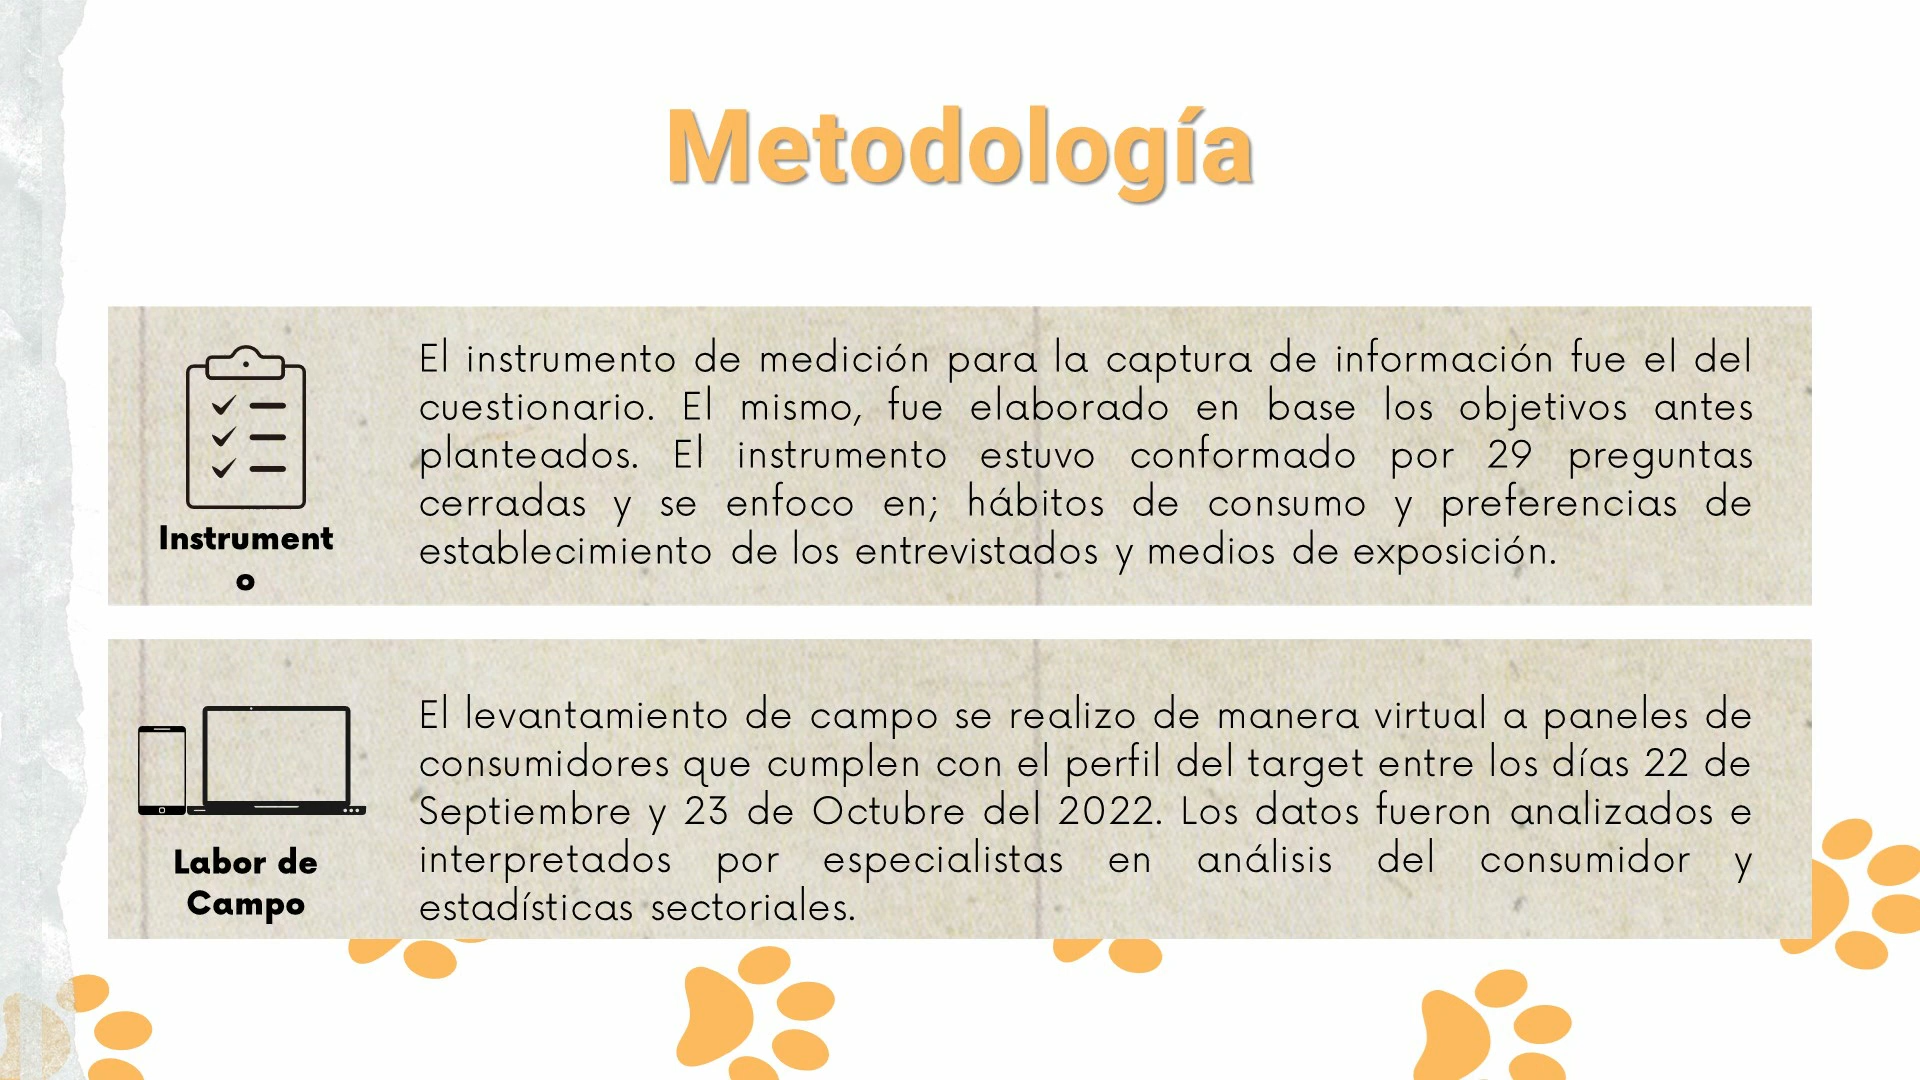 Metodología
El instrumento de medición para la captura de información fue el del
cuestionario. El mismo, fue elaborado en base los objetivos antes
planteados. El instrumento estuvo conformado por 29 preguntas
cerradas y se enfoco en; hábitos de consumo y preferencias de
establecimiento de los entrevistados y medios de exposición.
Instrument
o
El levantamiento de campo se realizo de manera virtual a paneles de
consumidores que cumplen con el perfil del target entre los días 22 de
Septiembre y 23 de Octubre del 2022. Los datos fueron analizados e
interpretados por especialistas en análisis del consumidor y
estadísticas sectoriales.
Labor de
Campo